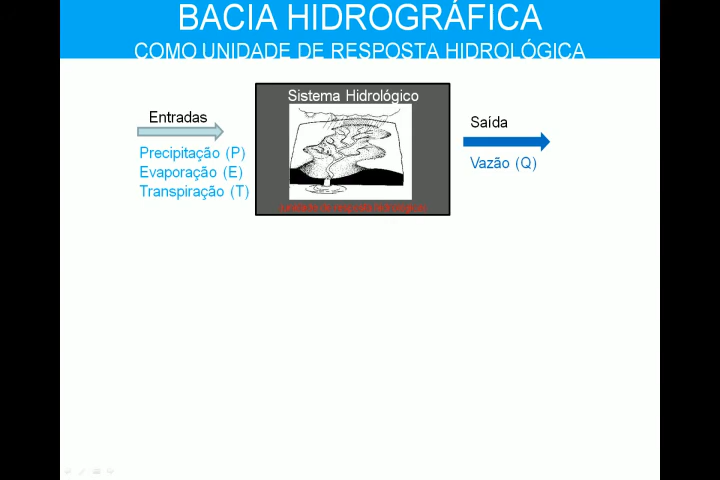 BACIA HIDROGRÁFICA
COMO UNIDADE DE RESPOSTA HIDROLÓGICA
Sistema Hidrológico
Entradas
Saída
Precipitação (P)
Evaporação (E)
Transpiração (T)
Vazão (Q)